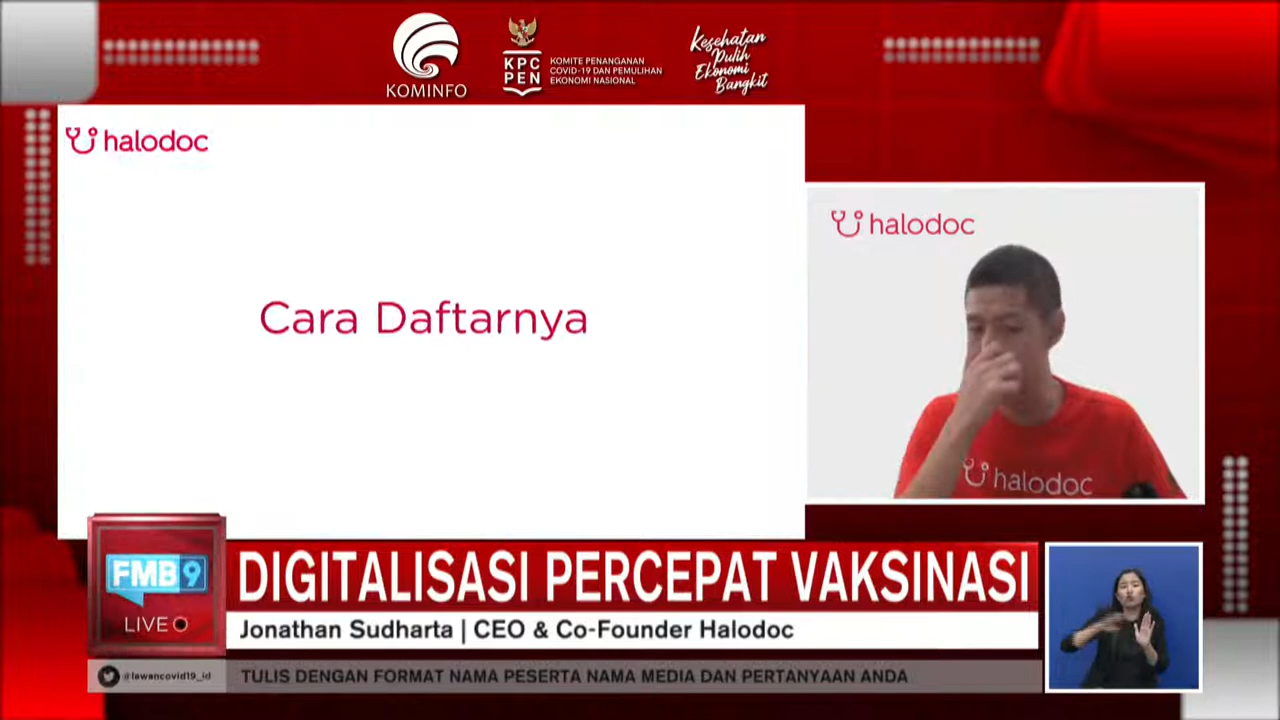 KOMINFO
KPC
PEN
KOMITE PENANGANAN
COVID-19 DAN PEMULIHAN
EKONOMI NASIONAL
Kesehatan
Pulih
Ekonomi
Bangkit
halodoc
Cara Daftarnya
halodoc
halodoc
FMB9
LIVE
DIGITALISASI PERCEPAT VAKSINASI
Jonathan Sudharta | CEO & Co-Founder Halodoc
@lawancovid19_id
TULIS DENGAN FORMAT NAMA PESERTA NAMA MEDIA DAN PERTANYAAN ANDA